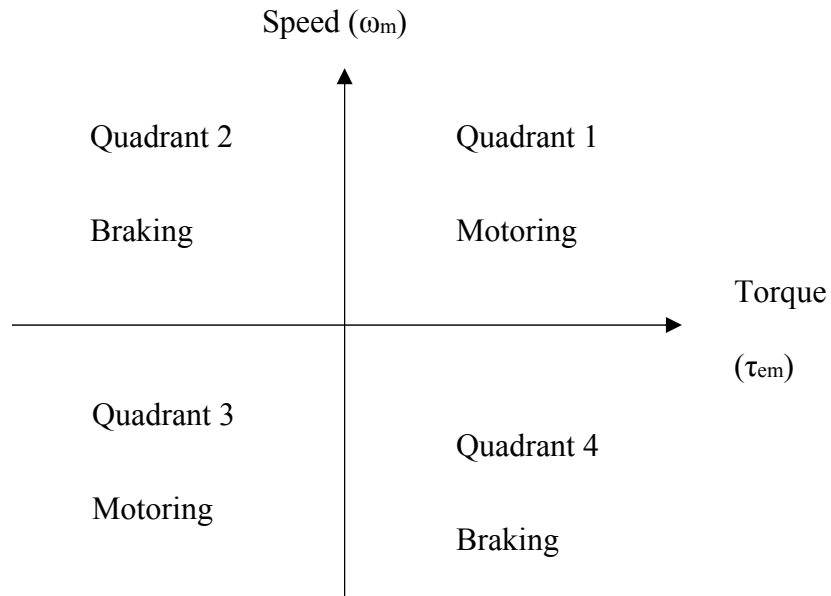 Speed (ωm)
Quadrant 2
Quadrant 1
Braking
Motoring
Torque
(τem)
Quadrant 3
Quadrant 4
Motoring
Braking